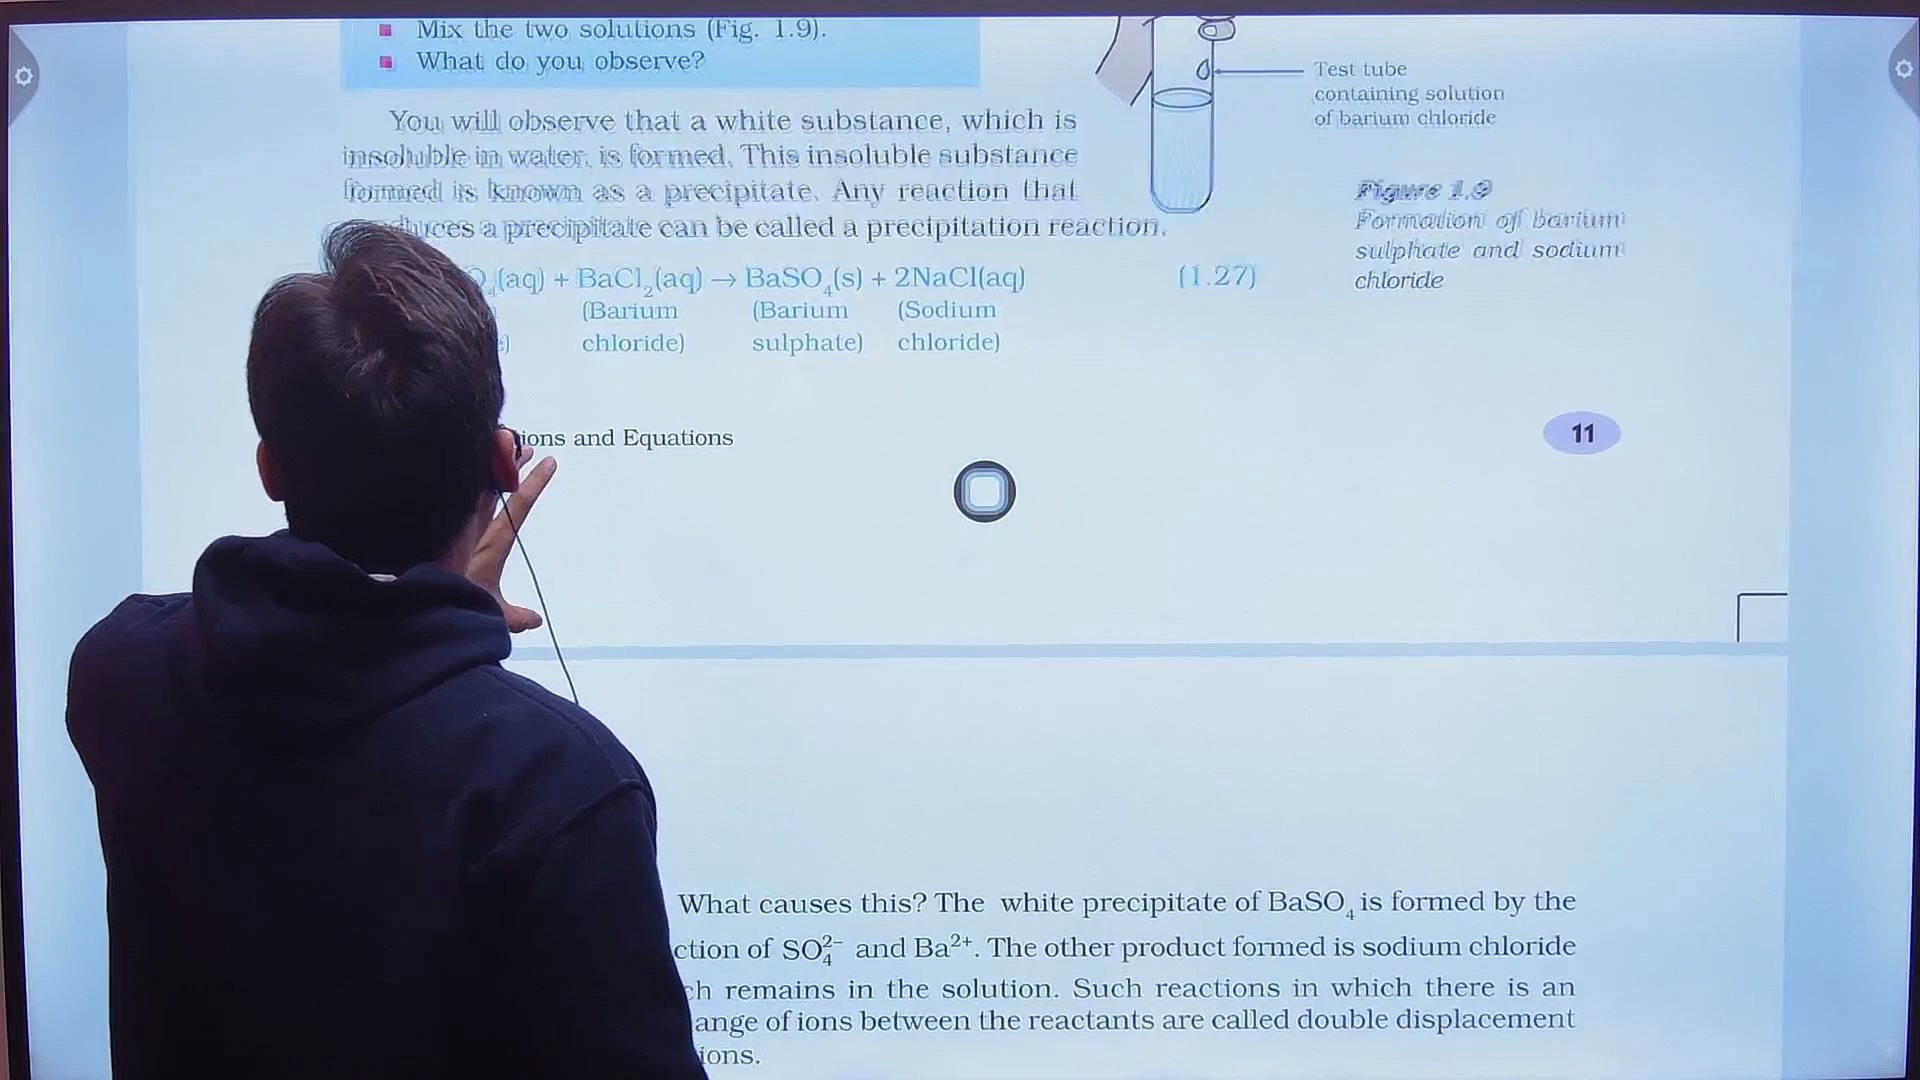 Mix the two solutions (Fig. 1.9).
What do you observe?
Test tube
containing solution
of barium chloride
You will observe that a white substance, which is
insoluble in water, is formed. This insoluble substance
formed is known as a precipitate. Any reaction that
a precipitate can be called a precipitation reaction.
Figure 1.9
Formation of barium
sulphate and sodium
chloride
(aq) + BaCl₂(aq) → BaSO₄(s) + 2NaCl(aq) (1.27)
(Barium (Barium (Sodium
chloride) sulphate) chloride)
and Equations
11
What causes this? The white precipitate of BaSO₄ is formed by the
of SO₄²⁻ and Ba²⁺. The other product formed is sodium chloride
remains in the solution. Such reactions in which there is an
of ions between the reactants are called double displacement